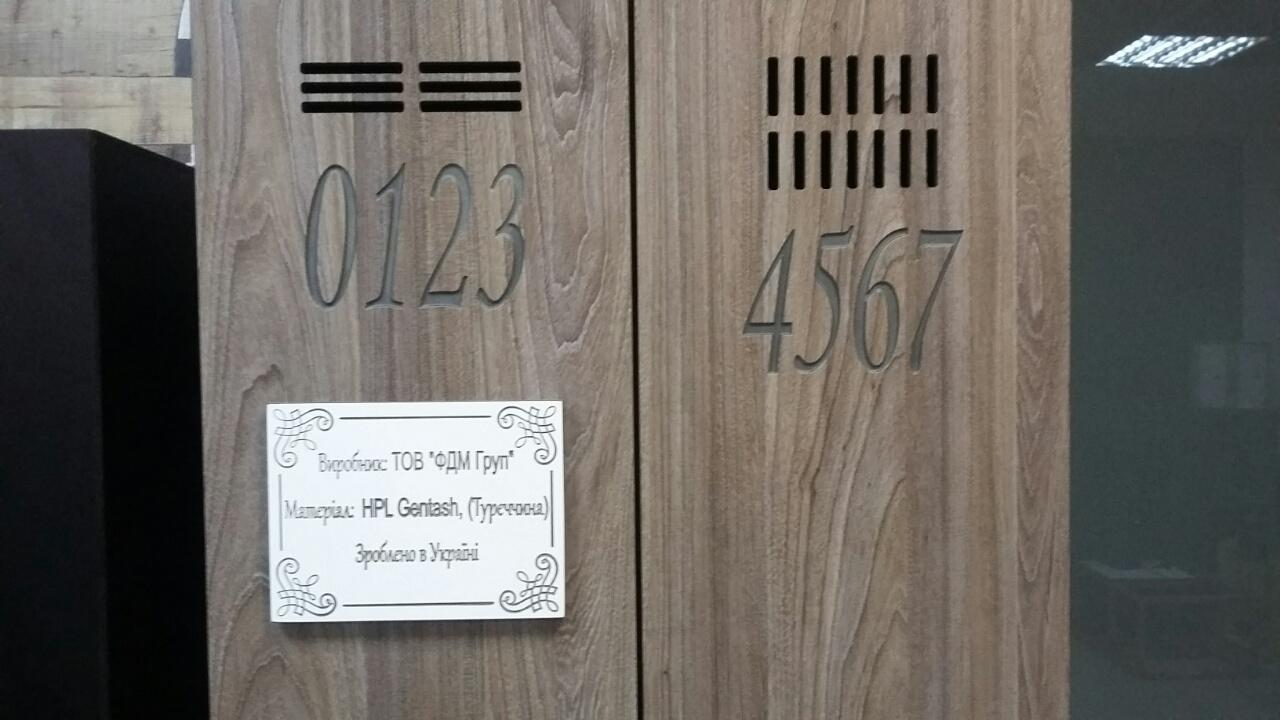 0123
4567
Виробник: ТОВ "ФДМ Груп"
Матеріал: HPL Gentash, (Туреччина)
Зроблено в Україні